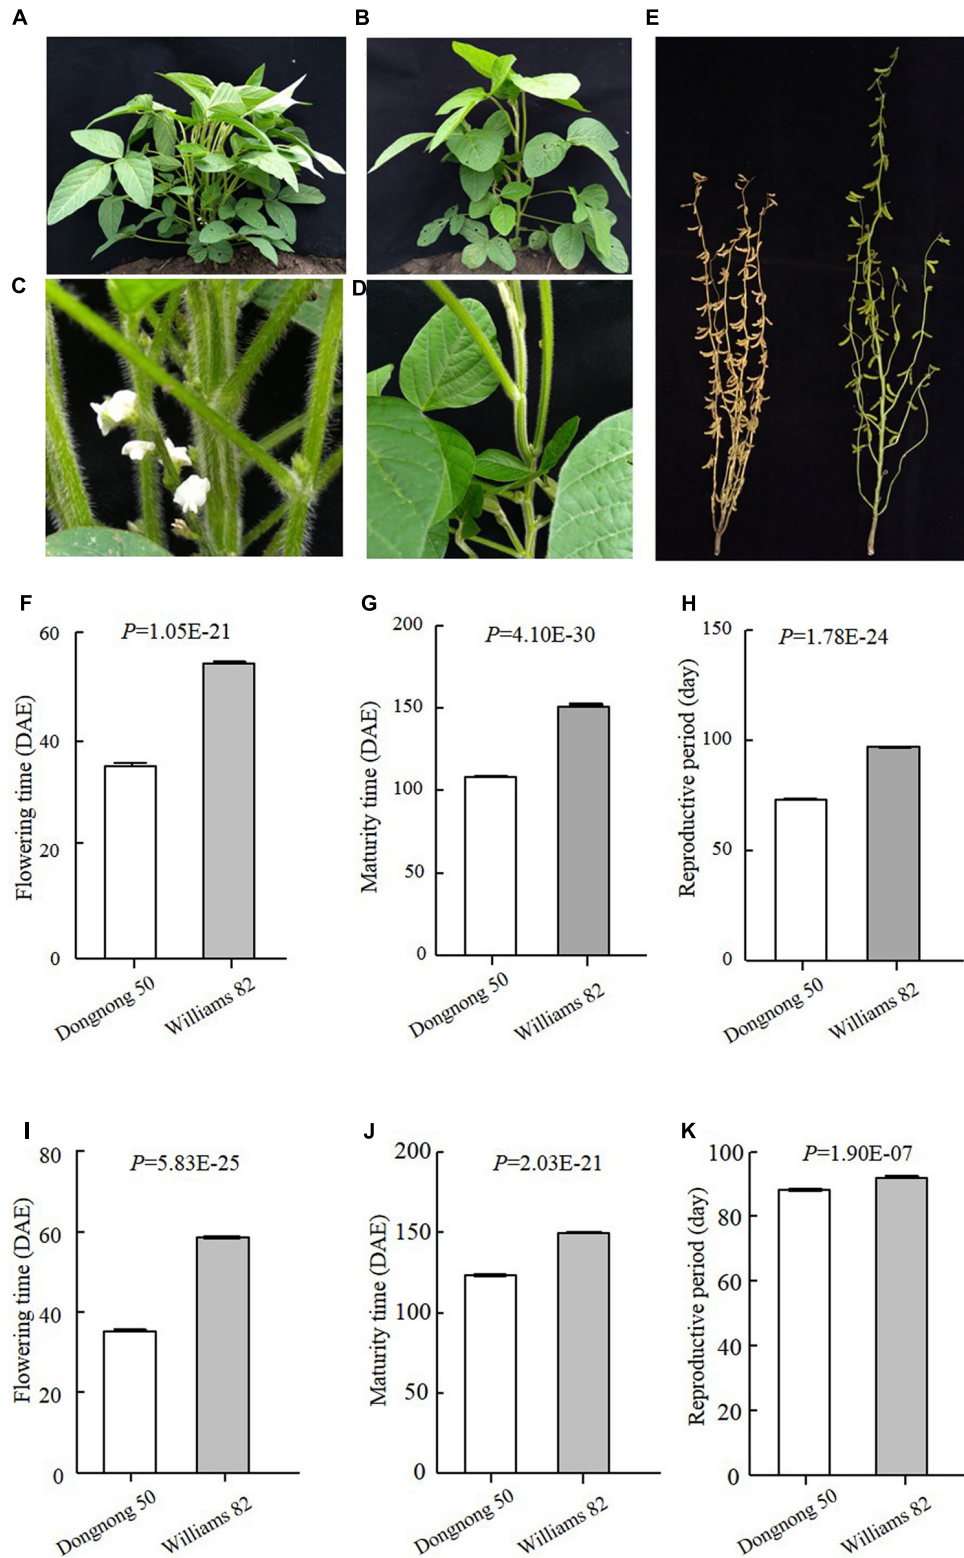 A
B
E
C
D
F
P=1.05E-21
60
40
20
0
Flowering time (DAE)
Dongnong 50
Williams 82
G
P=4.10E-30
200
150
100
50
0
Maturity time (DAE)
Dongnong 50
Williams 82
H
P=1.78E-24
150
100
50
0
Reproductive period (day)
Dongnong 50
Williams 82
I
P=5.83E-25
80
60
40
20
0
Flowering time (DAE)
Dongnong 50
Williams 82
J
P=2.03E-21
200
150
100
50
0
Maturity time (DAE)
Dongnong 50
Williams 82
K
P=1.90E-07
100
80
60
40
20
0
Reproductive period (day)
Dongnong 50
Williams 82